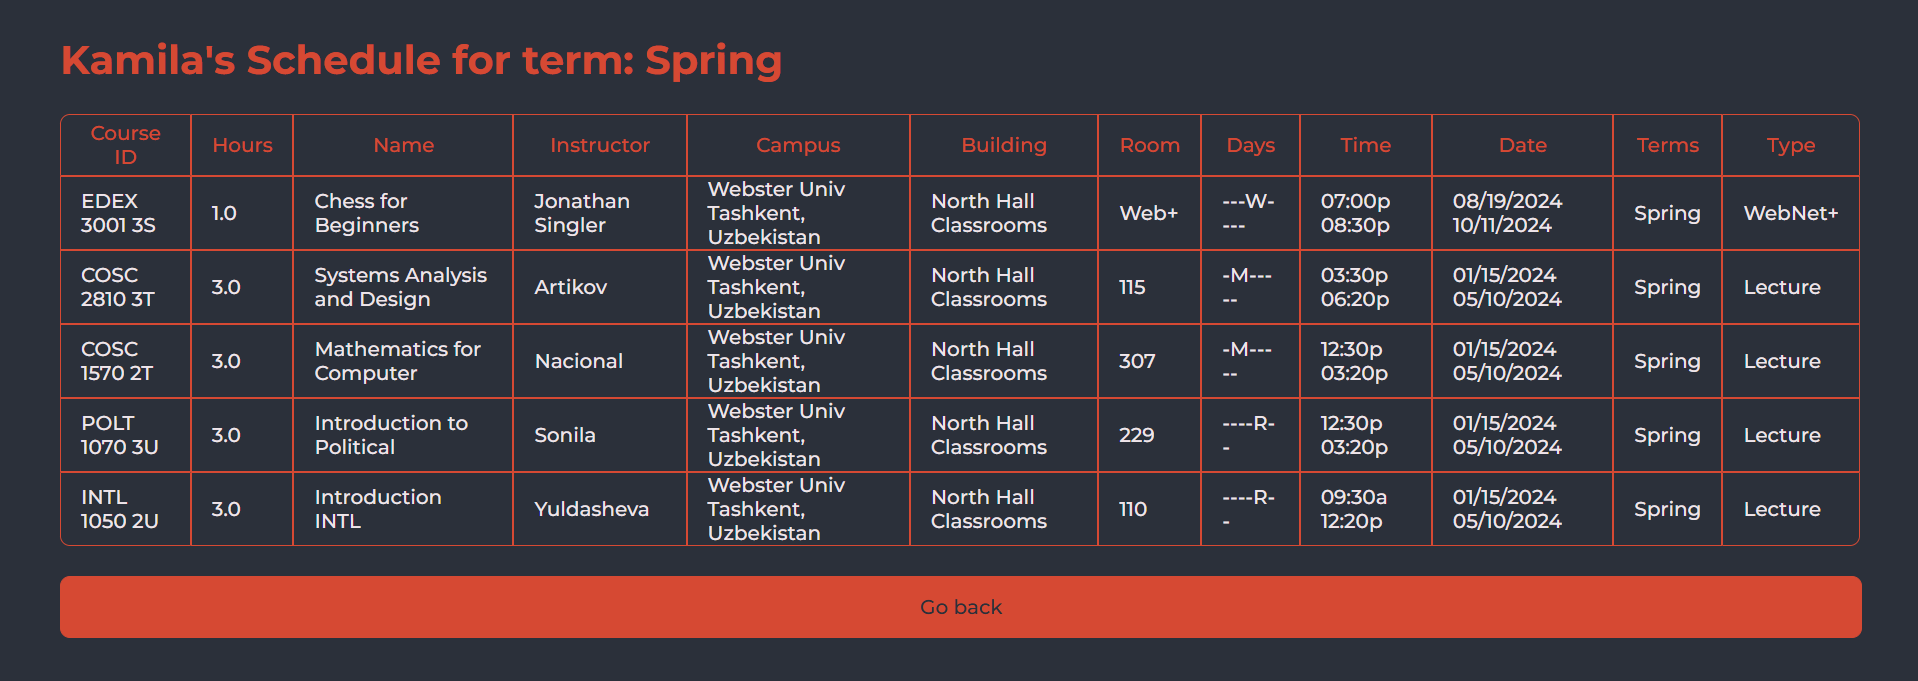 Kamila's Schedule for term: Spring
Course ID Hours Name Instructor Campus Building Room Days Time Date Terms Type
EDEX 3001 3S 1.0 Chess for Beginners Jonathan Singler Webster Univ Tashkent, Uzbekistan North Hall Classrooms Web+ ---W- --- 07:00p 08:30p 08/19/2024 10/11/2024 Spring WebNet+
COSC 2810 3T 3.0 Systems Analysis and Design Artikov Webster Univ Tashkent, Uzbekistan North Hall Classrooms 115 -M--- -- 03:30p 06:20p 01/15/2024 05/10/2024 Spring Lecture
COSC 1570 2T 3.0 Mathematics for Computer Nacional Webster Univ Tashkent, Uzbekistan North Hall Classrooms 307 -M--- -- 12:30p 03:20p 01/15/2024 05/10/2024 Spring Lecture
POLT 1070 3U 3.0 Introduction to Political Sonila Webster Univ Tashkent, Uzbekistan North Hall Classrooms 229 ----R- - 12:30p 03:20p 01/15/2024 05/10/2024 Spring Lecture
INTL 1050 2U 3.0 Introduction INTL Yuldasheva Webster Univ Tashkent, Uzbekistan North Hall Classrooms 110 ----R- - 09:30a 12:20p 01/15/2024 05/10/2024 Spring Lecture
Go back